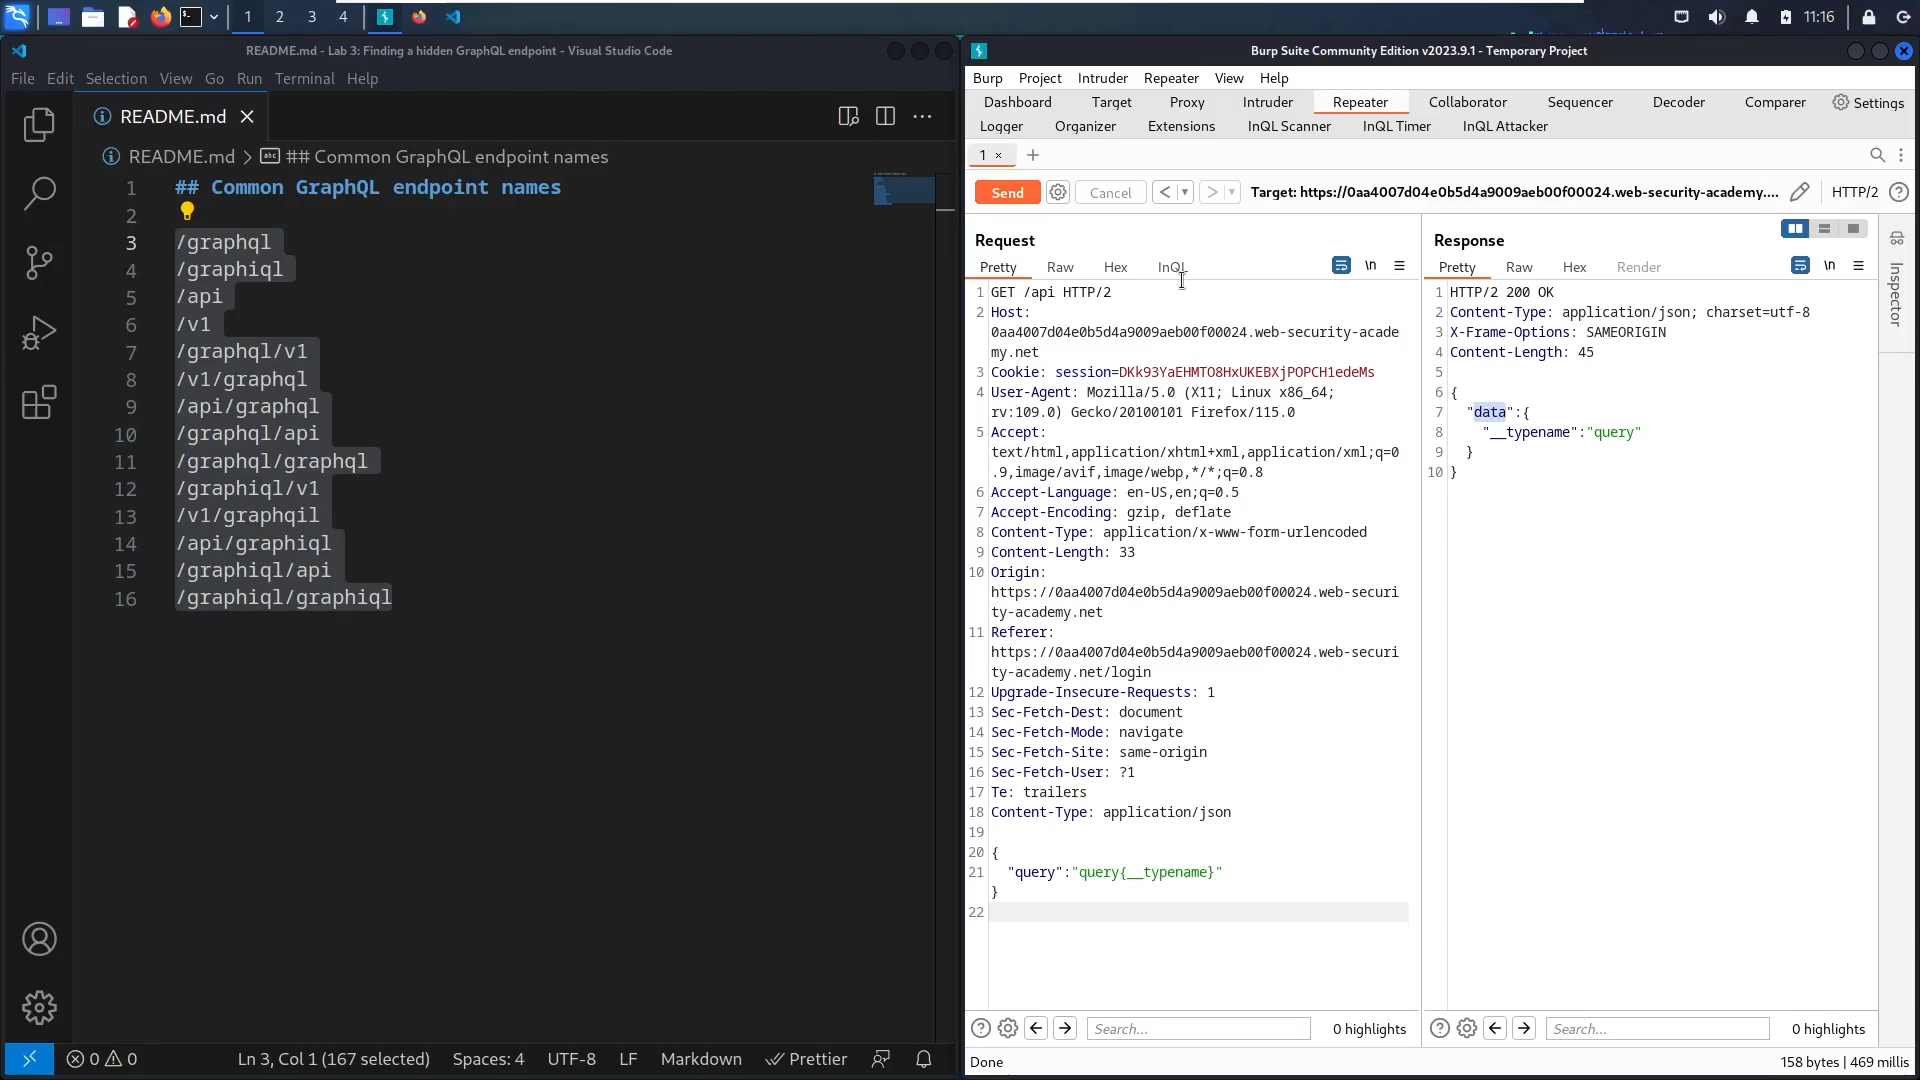 1
2
3
4
11:16
README.md - Lab 3: Finding a hidden GraphQL endpoint - Visual Studio Code
File Edit Selection View Go Run Terminal Help
README.md
README.md > ## Common GraphQL endpoint names
1 ## Common GraphQL endpoint names
2
3 /graphql
4 /graphiql
5 /api
6 /v1
7 /graphql/v1
8 /v1/graphql
9 /api/graphql
10 /graphql/api
11 /graphql/graphql
12 /graphiql/v1
13 /v1/graphqil
14 /api/graphiql
15 /graphiql/api
16 /graphiql/graphiql
0 0 Ln 3, Col 1 (167 selected) Spaces: 4 UTF-8 LF Markdown Prettier
Burp Suite Community Edition v2023.9.1 - Temporary Project
Burp Project Intruder Repeater View Help
Dashboard Target Proxy Intruder Repeater Collaborator Sequencer Decoder Comparer Settings
Logger Organizer Extensions InQL Scanner InQL Timer InQL Attacker
1 × +
Send Cancel < > Target: https://0aa4007d04e0b5d4a9009aeb00f00024.web-security-academy.... HTTP/2
Request
Pretty Raw Hex InQL \n
1 GET /api HTTP/2
2 Host:
0aa4007d04e0b5d4a9009aeb00f00024.web-security-acade
my.net
3 Cookie: session=DKk93YaEHMTO8HxUKEBXjPOPCH1edeMs
4 User-Agent: Mozilla/5.0 (X11; Linux x86_64;
rv:109.0) Gecko/20100101 Firefox/115.0
5 Accept:
text/html,application/xhtml+xml,application/xml;q=0
.9,image/avif,image/webp,*/*;q=0.8
6 Accept-Language: en-US,en;q=0.5
7 Accept-Encoding: gzip, deflate
8 Content-Type: application/x-www-form-urlencoded
9 Content-Length: 33
10 Origin:
https://0aa4007d04e0b5d4a9009aeb00f00024.web-securi
ty-academy.net
11 Referer:
https://0aa4007d04e0b5d4a9009aeb00f00024.web-securi
ty-academy.net/login
12 Upgrade-Insecure-Requests: 1
13 Sec-Fetch-Dest: document
14 Sec-Fetch-Mode: navigate
15 Sec-Fetch-Site: same-origin
16 Sec-Fetch-User: ?1
17 Te: trailers
18 Content-Type: application/json
19
20 {
21 "query":"query{__typename}"
}
22
Search... 0 highlights
Response
Pretty Raw Hex Render \n
1 HTTP/2 200 OK
2 Content-Type: application/json; charset=utf-8
3 X-Frame-Options: SAMEORIGIN
4 Content-Length: 45
5
6 {
7 "data":{
8 "__typename":"query"
9 }
10 }
Search... 0 highlights
Inspector
Done
158 bytes | 469 millis